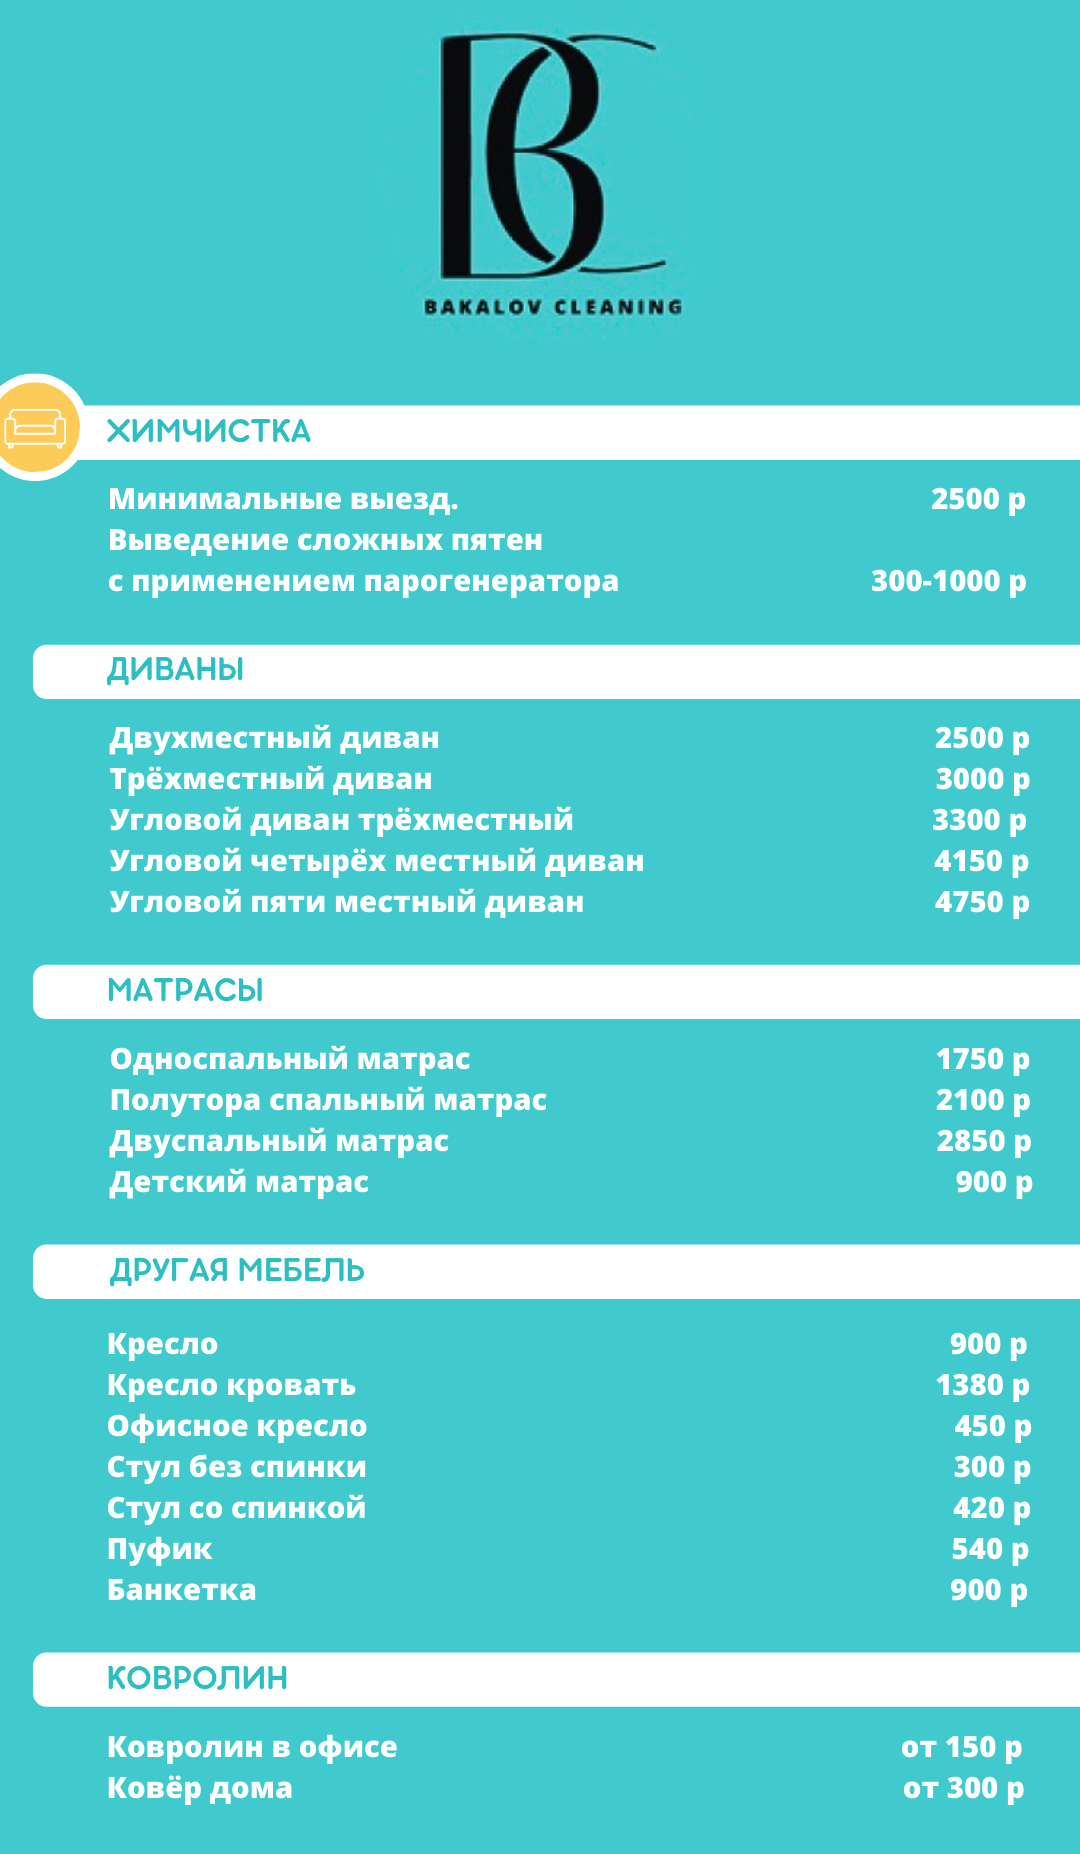 BC
BAKALOV CLEANING
ХИМЧИСТКА
Минимальные выезд. 2500 р
Выведение сложных пятен
с применением парогенератора 300-1000 р
ДИВАНЫ
Двухместный диван 2500 р
Трёхместный диван 3000 р
Угловой диван трёхместный 3300 р
Угловой четырёх местный диван 4150 р
Угловой пяти местный диван 4750 р
МАТРАСЫ
Односпальный матрас 1750 р
Полутора спальный матрас 2100 р
Двуспальный матрас 2850 р
Детский матрас 900 р
ДРУГАЯ МЕБЕЛЬ
Кресло 900 р
Кресло кровать 1380 р
Офисное кресло 450 р
Стул без спинки 300 р
Стул со спинкой 420 р
Пуфик 540 р
Банкетка 900 р
КОВРОЛИН
Ковролин в офисе от 150 р
Ковёр дома от 300 р